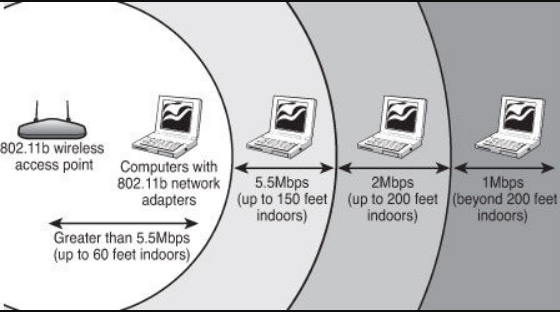 802.11b wireless
access point
Computers with
802.11b network
adapters
Greater than 5.5Mbps
(up to 60 feet indoors)
5.5Mbps
(up to 150 feet
indoors)
2Mbps
(up to 200 feet
indoors)
1Mbps
(beyond 200 feet
indoors)